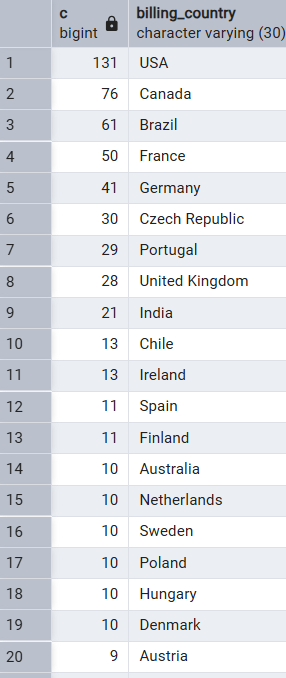 c billing_country
bigint character varying (30)
1 131 USA
2 76 Canada
3 61 Brazil
4 50 France
5 41 Germany
6 30 Czech Republic
7 29 Portugal
8 28 United Kingdom
9 21 India
10 13 Chile
11 13 Ireland
12 11 Spain
13 11 Finland
14 10 Australia
15 10 Netherlands
16 10 Sweden
17 10 Poland
18 10 Hungary
19 10 Denmark
20 9 Austria